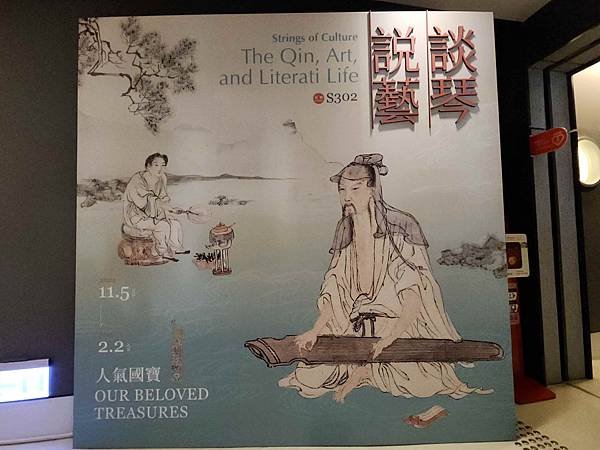 Strings of Culture
The Qin, Art,
and Literati Life
S302
談琴
說藝
11.5
2.2
人氣國寶
OUR BELOVED
TREASURES